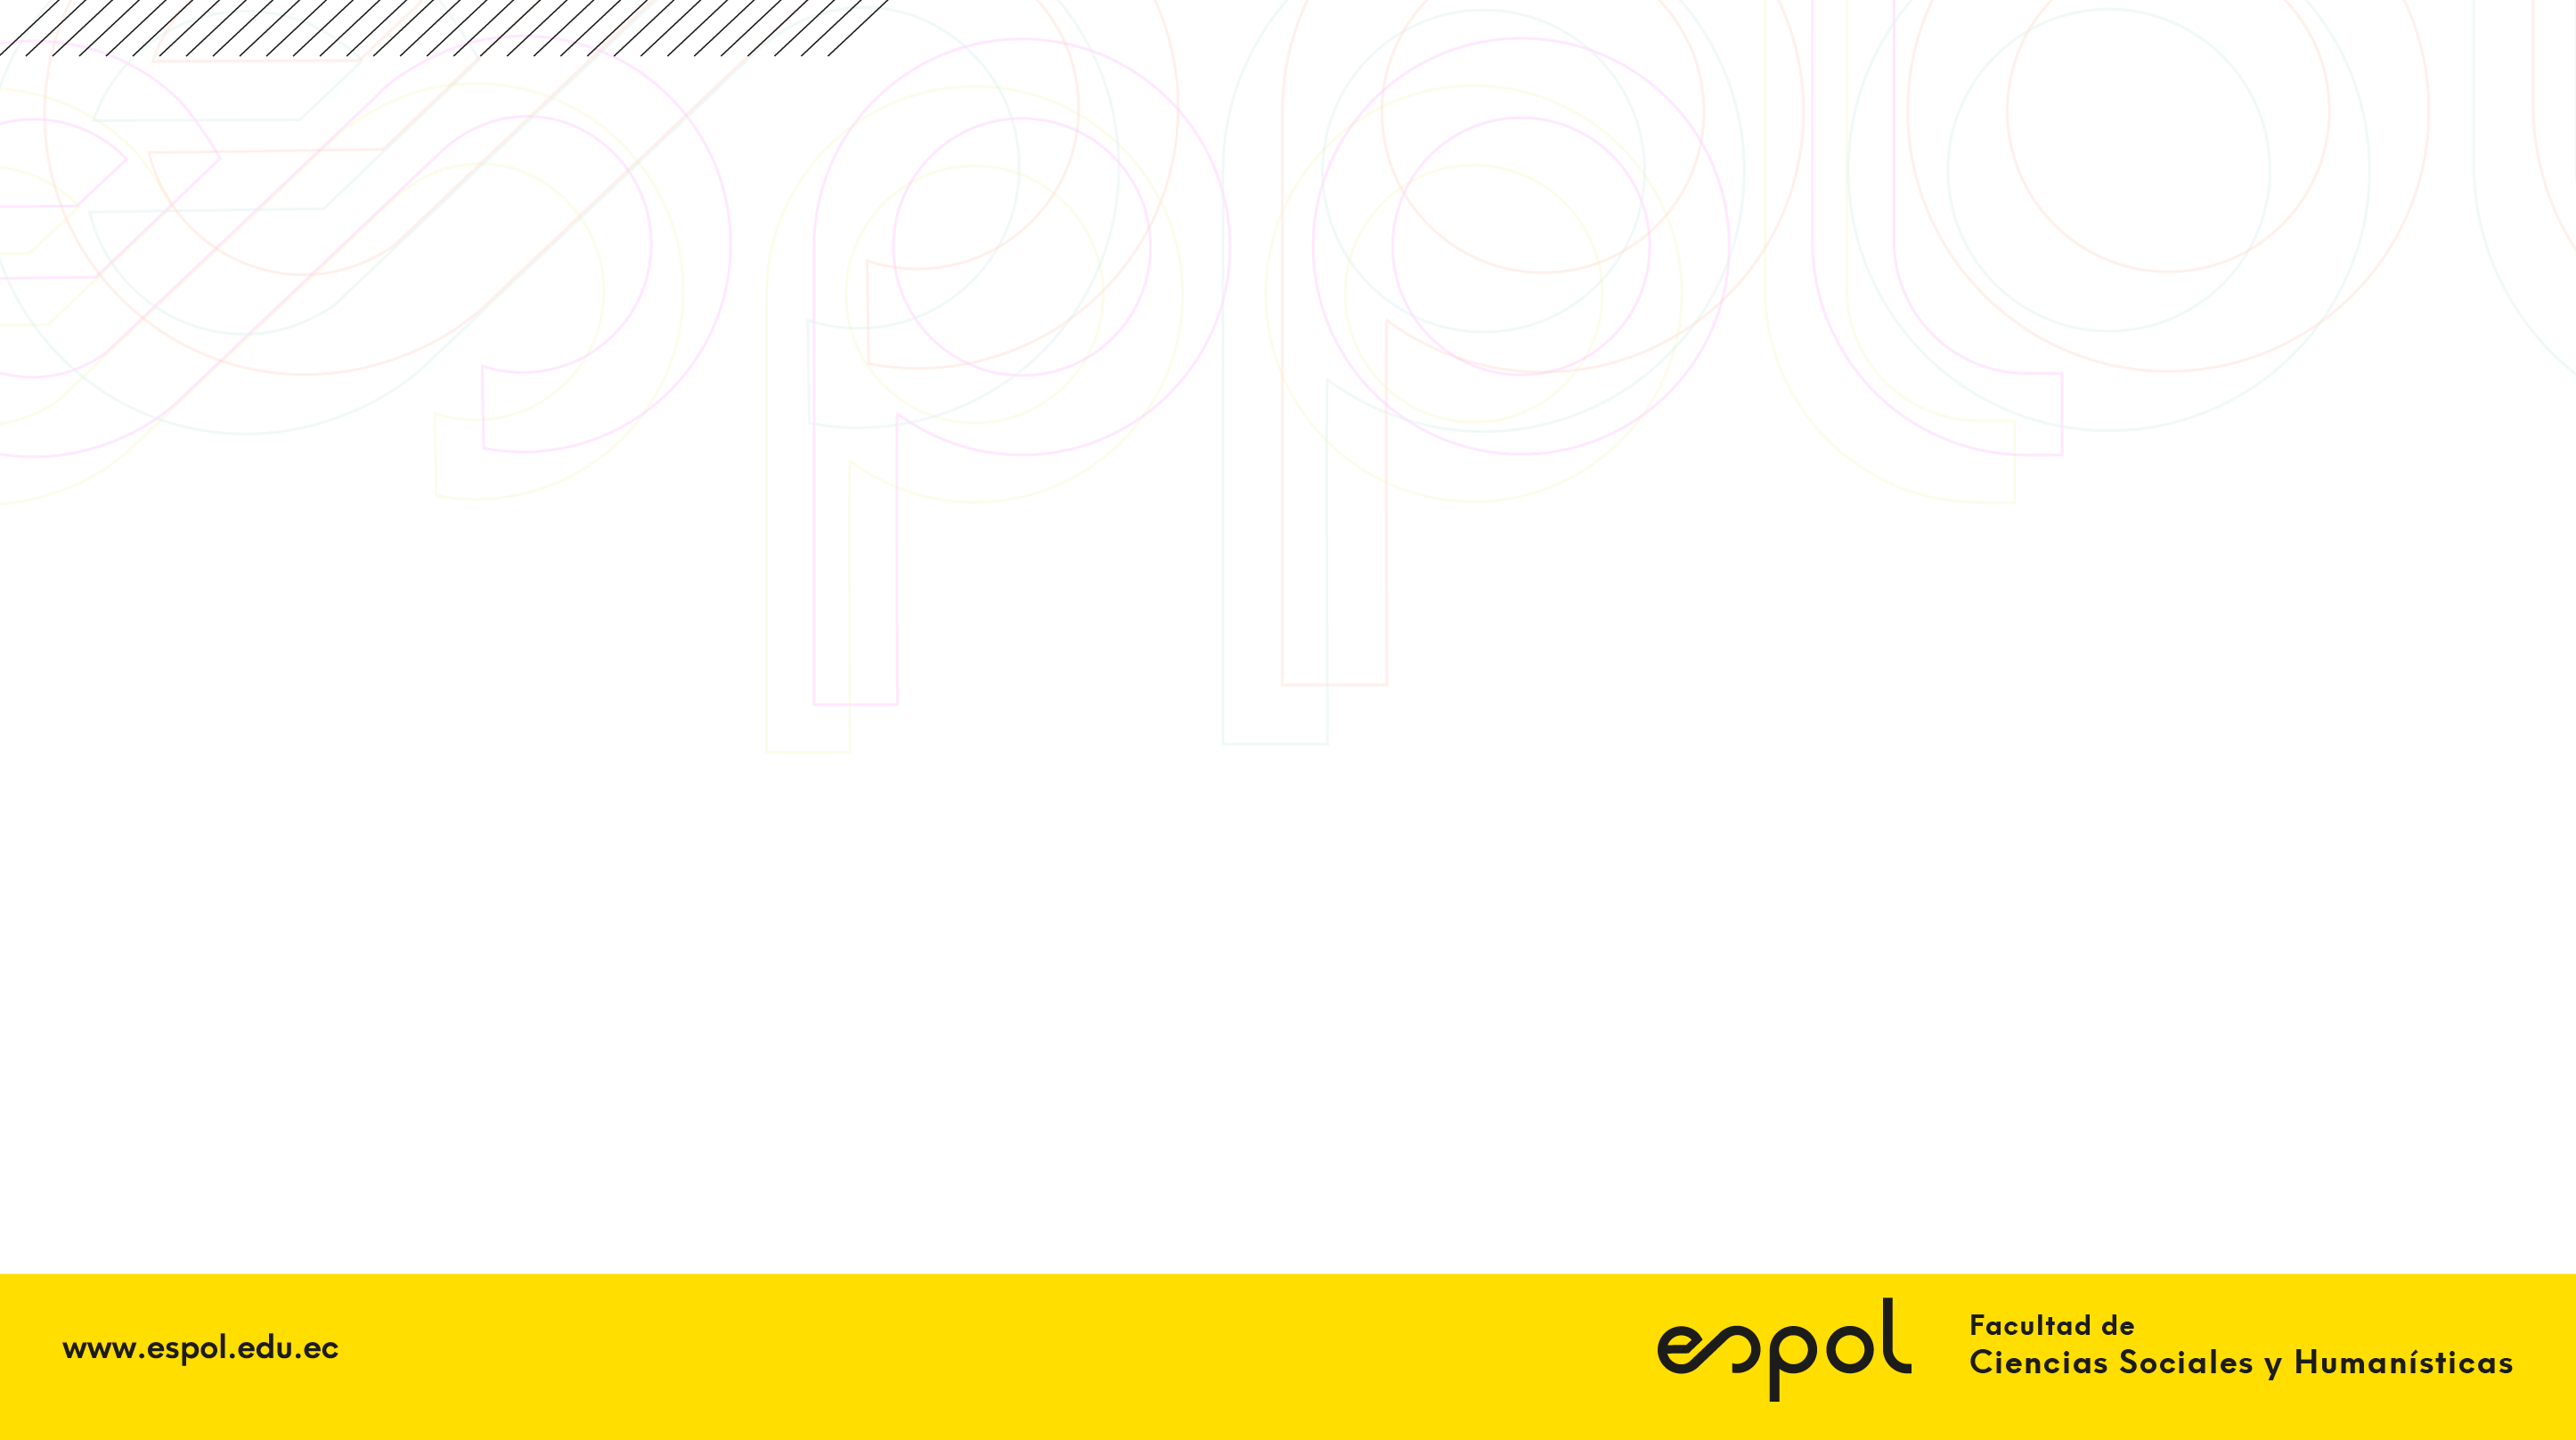 www.espol.edu.ec
espol
Facultad de
Ciencias Sociales y Humanísticas